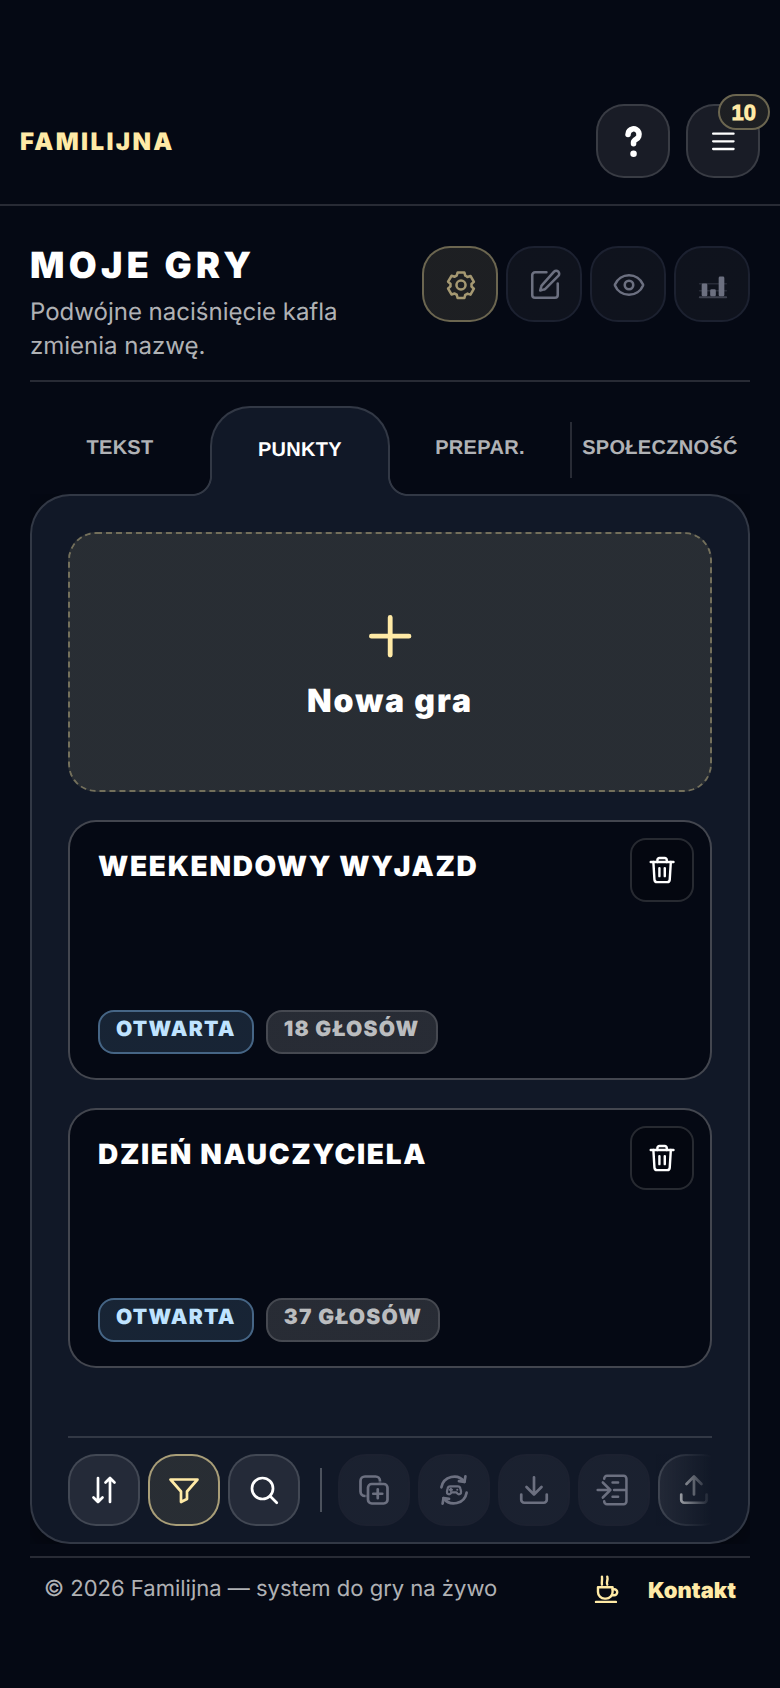 FAMILIJNA
?
10
MOJE GRY
Podwójne naciśnięcie kafla
zmienia nazwę.
TEKST
PUNKTY
PREPAR.
SPOŁECZNOŚĆ
Nowa gra
WEEKENDOWY WYJAZD
OTWARTA
18 GŁOSÓW
DZIEŃ NAUCZYCIELA
OTWARTA
37 GŁOSÓW
© 2026 Familijna — system do gry na żywo
Kontakt